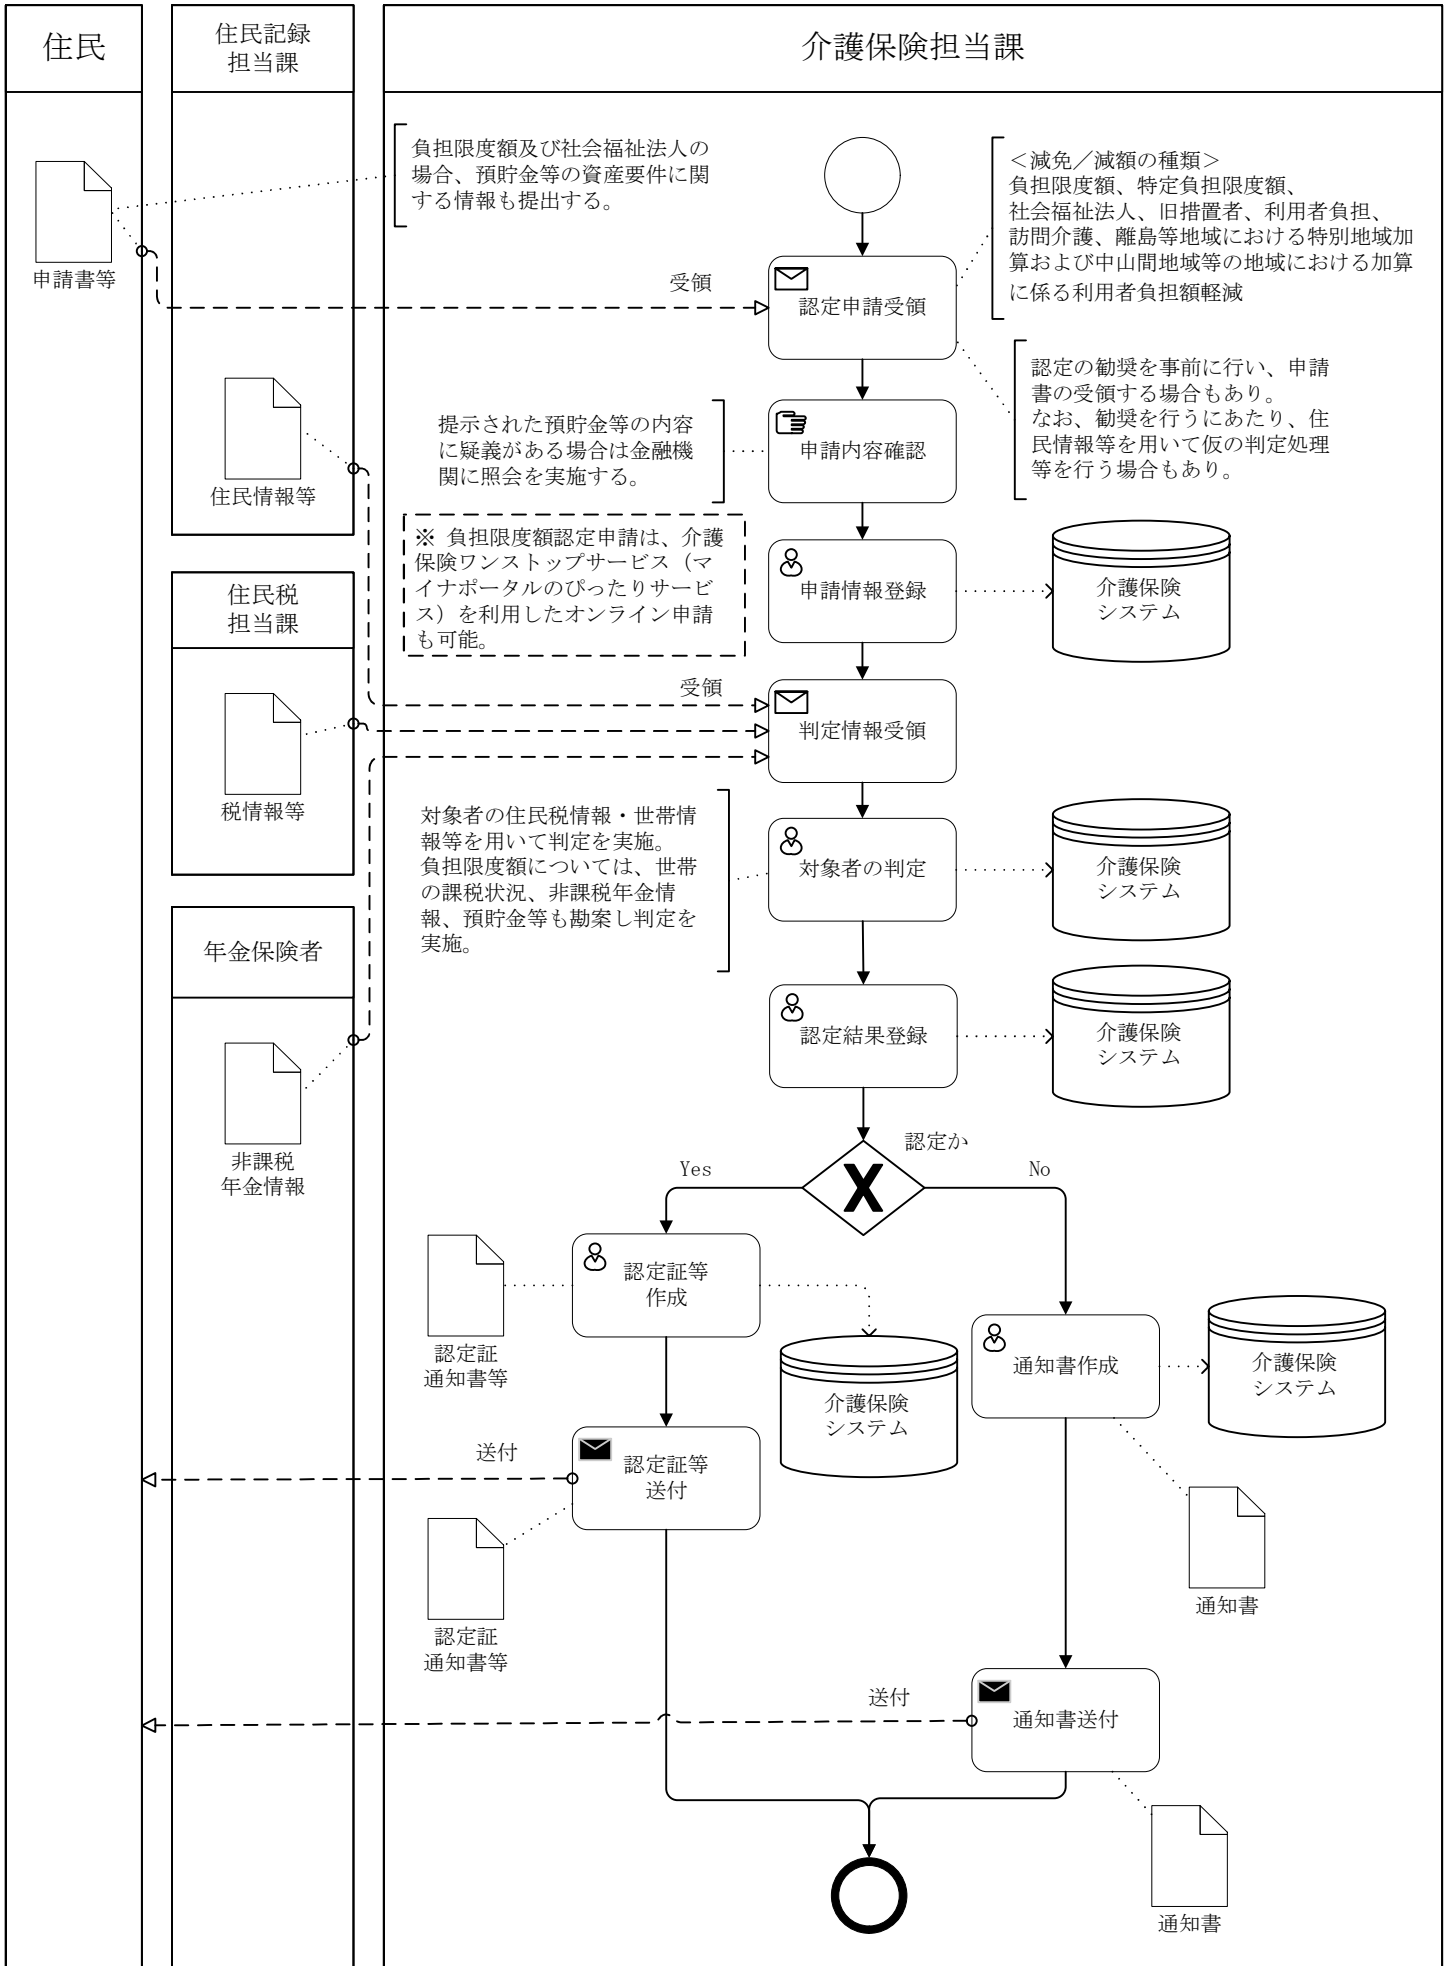 住民
住民記録
担当課
介護保険担当課
負担限度額及び社会福祉法人の
場合、預貯金等の資産要件に関
する情報も提出する。
申請書等
受領
認定申請受領
<減免/減額の種類>
負担限度額、特定負担限度額、
社会福祉法人、旧措置者、利用者負担、
訪問介護、離島等地域における特別地域加
算および中山間地域等の地域における加算
に係る利用者負担額軽減
認定の勧奨を事前に行い、申請
書の受領する場合もあり。
なお、勧奨を行うにあたり、住
民情報等を用いて仮の判定処理
等を行う場合もあり。
住民情報等
提示された預貯金等の内容
に疑義がある場合は金融機
関に照会を実施する。
申請内容確認
※ 負担限度額認定申請は、介護
保険ワンストップサービス(マ
イナポータルのぴったりサービ
ス)を利用したオンライン申請
も可能。
申請情報登録
介護保険
システム
住民税
担当課
税情報等
受領
判定情報受領
対象者の住民税情報・世帯情
報等を用いて判定を実施。
負担限度額については、世帯
の課税状況、非課税年金情
報、預貯金等も勘案し判定を
実施。
対象者の判定
介護保険
システム
年金保険者
非課税
年金情報
認定結果登録
介護保険
システム
認定か
Yes
No
認定証等
作成
認定証
通知書等
介護保険
システム
通知書作成
介護保険
システム
送付
認定証等
送付
認定証
通知書等
通知書
送付
通知書送付
通知書